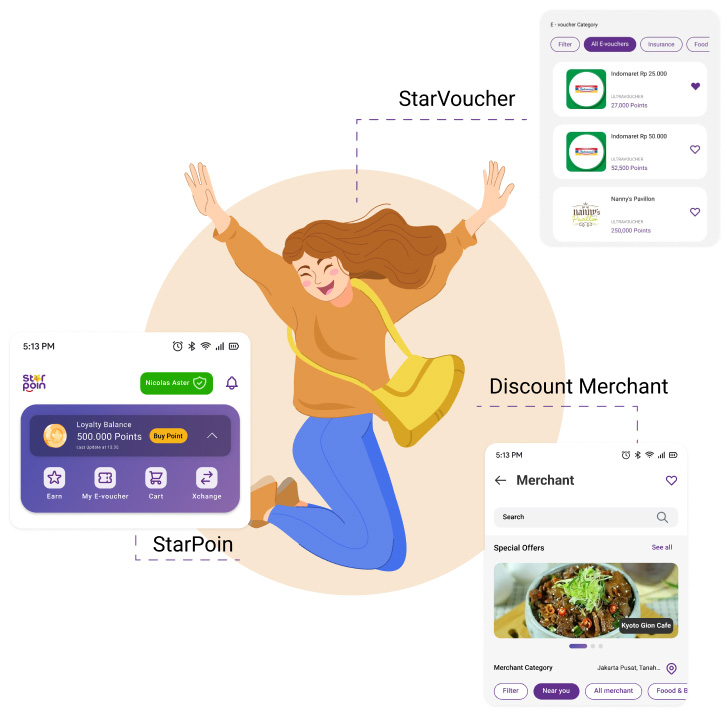 E - voucher Category
Filter
All E-vouchers
Insurance
Food
Indomaret Rp 25.000
ULTRAVOUCHER
27,000 Points
Indomaret Rp 50.000
ULTRAVOUCHER
52,500 Points
Nanny's Pavillon
nanny's
Pavillon
ULTRAVOUCHER
250,000 Points
StarVoucher
5:13 PM
star
poin
Nicolas Aster
Loyalty Balance
500.000 Points
Buy Point
Last Update at 15.32
Earn
My E-voucher
Cart
Xchange
StarPoin
Discount Merchant
5:13 PM
Merchant
Search
Special Offers
See all
Kyoto Gion Cafe
Merchant Category
Jakarta Pusat, Tanah...
Filter
Near you
All merchant
Foood & B